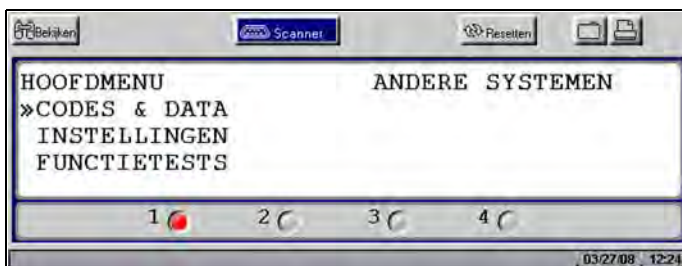 Bekijken Scanner Resetten
HOOFDMENU ANDERE SYSTEMEN
»CODES & DATA
INSTELLINGEN
FUNCTIETESTS
1 2 3 4
03/27/08 12:24